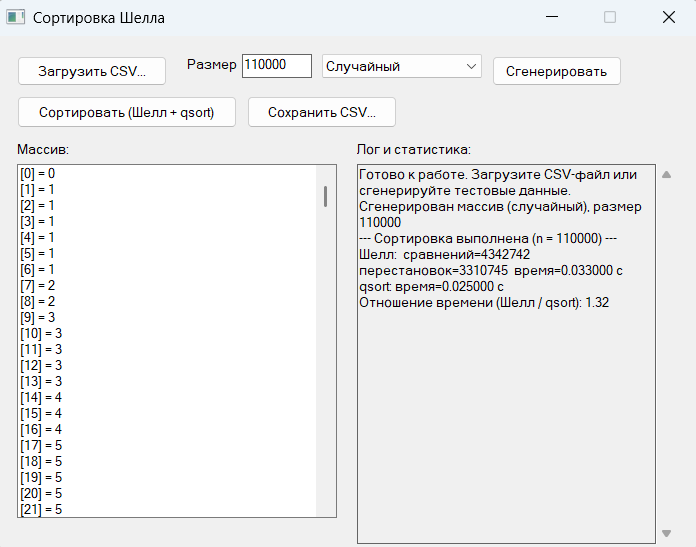 Сортировка Шелла
Загрузить CSV...
Размер
110000
Случайный
Сгенерировать
Сортировать (Шелл + qsort)
Сохранить CSV...
Массив:
[0] = 0
[1] = 1
[2] = 1
[3] = 1
[4] = 1
[5] = 1
[6] = 1
[7] = 2
[8] = 2
[9] = 3
[10] = 3
[11] = 3
[12] = 3
[13] = 3
[14] = 4
[15] = 4
[16] = 4
[17] = 5
[18] = 5
[19] = 5
[20] = 5
[21] = 5
Лог и статистика:
Готово к работе. Загрузите CSV-файл или
сгенерируйте тестовые данные.
Сгенерирован массив (случайный), размер
110000
--- Сортировка выполнена (n = 110000) ---
Шелл:  сравнений=4342742
перестановок=3310745  время=0.033000 с
qsort: время=0.025000 с
Отношение времени (Шелл / qsort): 1.32